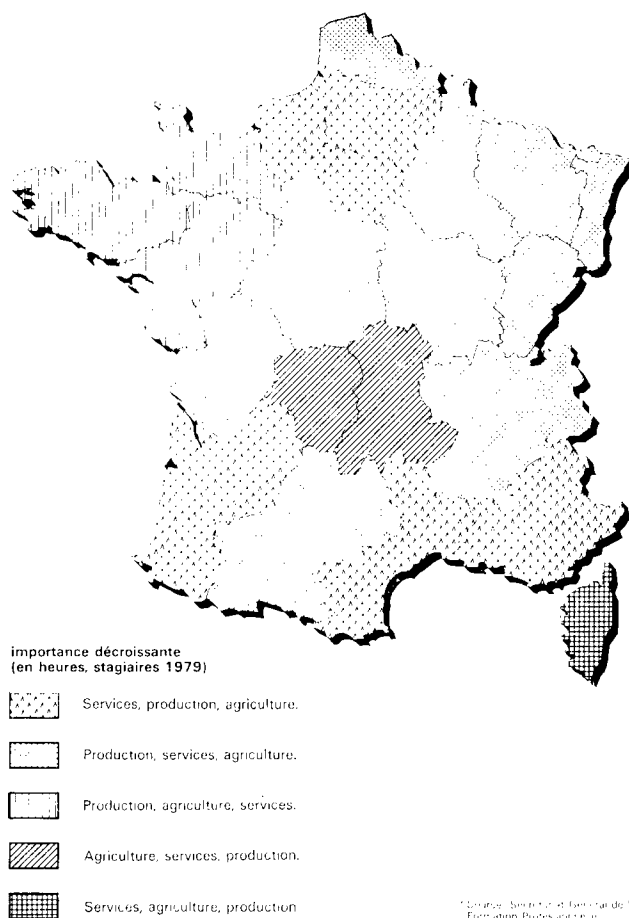 importance décroissante
(en heures, stagiaires 1979)
Services, production, agriculture.
Production, services, agriculture.
Production, agriculture, services.
Agriculture, services, production.
Services, agriculture, production